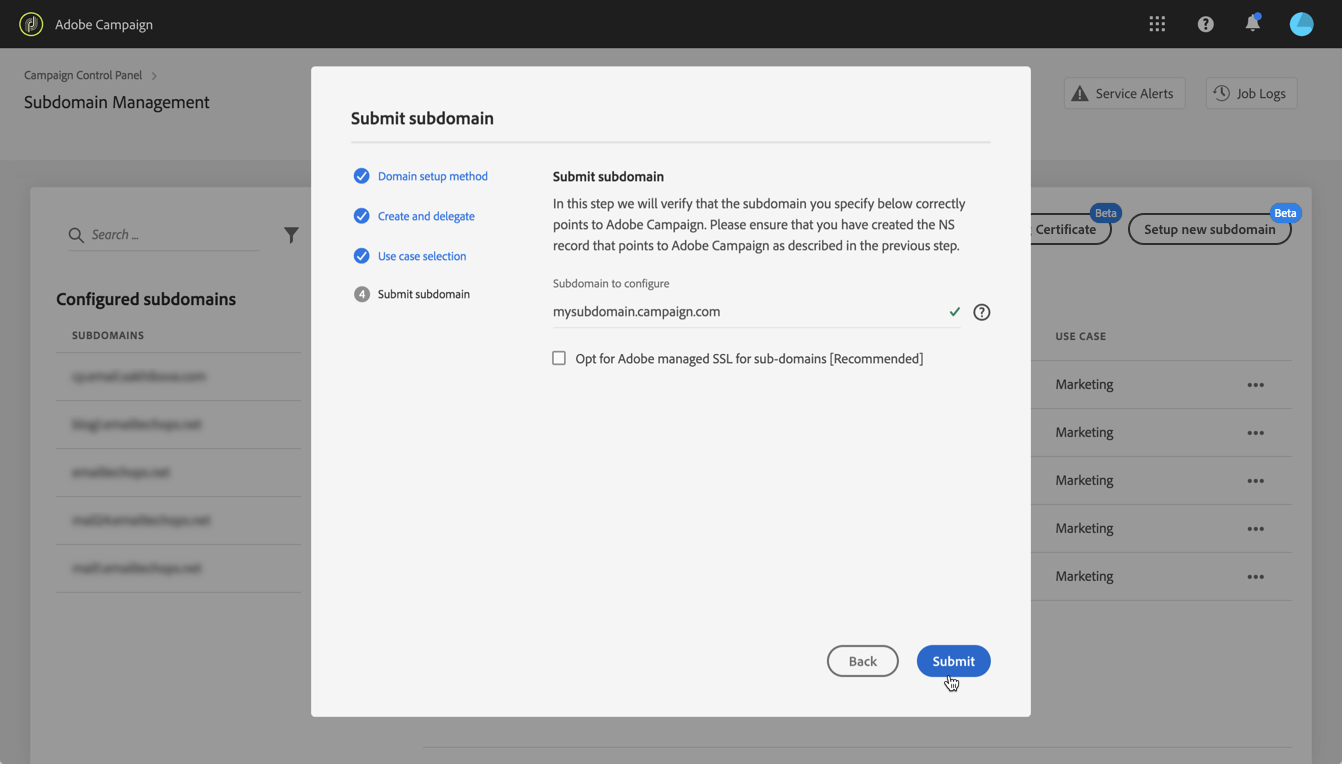 Adobe Campaign
Campaign Control Panel
Subdomain Management
Service Alerts
Job Logs
Search ...
Certificate
Beta
Setup new subdomain
Beta
Configured subdomains
SUBDOMAINS
USE CASE
Marketing
Marketing
Marketing
Marketing
Marketing
Submit subdomain
Domain setup method
Create and delegate
Use case selection
4 Submit subdomain
Submit subdomain
In this step we will verify that the subdomain you specify below correctly
points to Adobe Campaign. Please ensure that you have created the NS
record that points to Adobe Campaign as described in the previous step.
Subdomain to configure
mysubdomain.campaign.com
Opt for Adobe managed SSL for sub-domains [Recommended]
Back
Submit